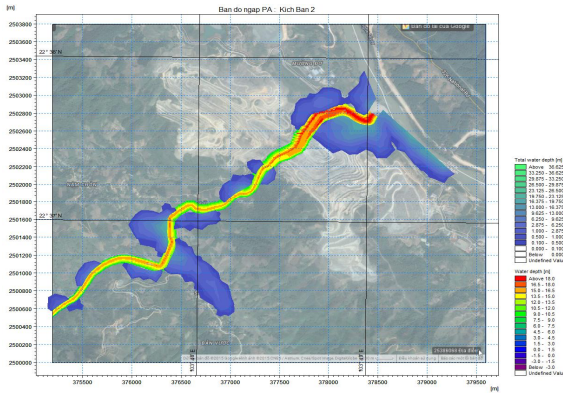 Ban do ngap PA : Kich Ban 2
[m]
2503800
2503600
22° 38'N
2503400
2503200
2503000
2502800
2502600
2502400
2502200
2502000
2501800
2501600
22° 37'N
2501400
2501200
2501000
2500800
2500600
2500400
2500200
2500000
375500
376000
376500
377000
377500
378000
378500
379000
379500
[m]
Total water depth [m]
Above 36.625
33.250 - 36.625
29.875 - 33.250
26.500 - 29.875
23.125 - 26.500
19.750 - 23.125
16.375 - 19.750
13.000 - 16.375
9.625 - 13.000
6.250 - 9.625
2.875 - 6.250
1.000 - 2.875
0.500 - 1.000
0.100 - 0.500
0.000 - 0.100
Below 0.000
Undefined Valu
Water depth [m]
Above 18.0
16.5 - 18.0
15.0 - 16.5
13.5 - 15.0
12.0 - 13.5
10.5 - 12.0
9.0 - 10.5
7.5 - 9.0
6.0 - 7.5
4.5 - 6.0
3.0 - 4.5
1.5 - 3.0
0.0 - 1.5
-1.5 - 0.0
-3.0 - -1.5
Below -3.0
Undefined Valu